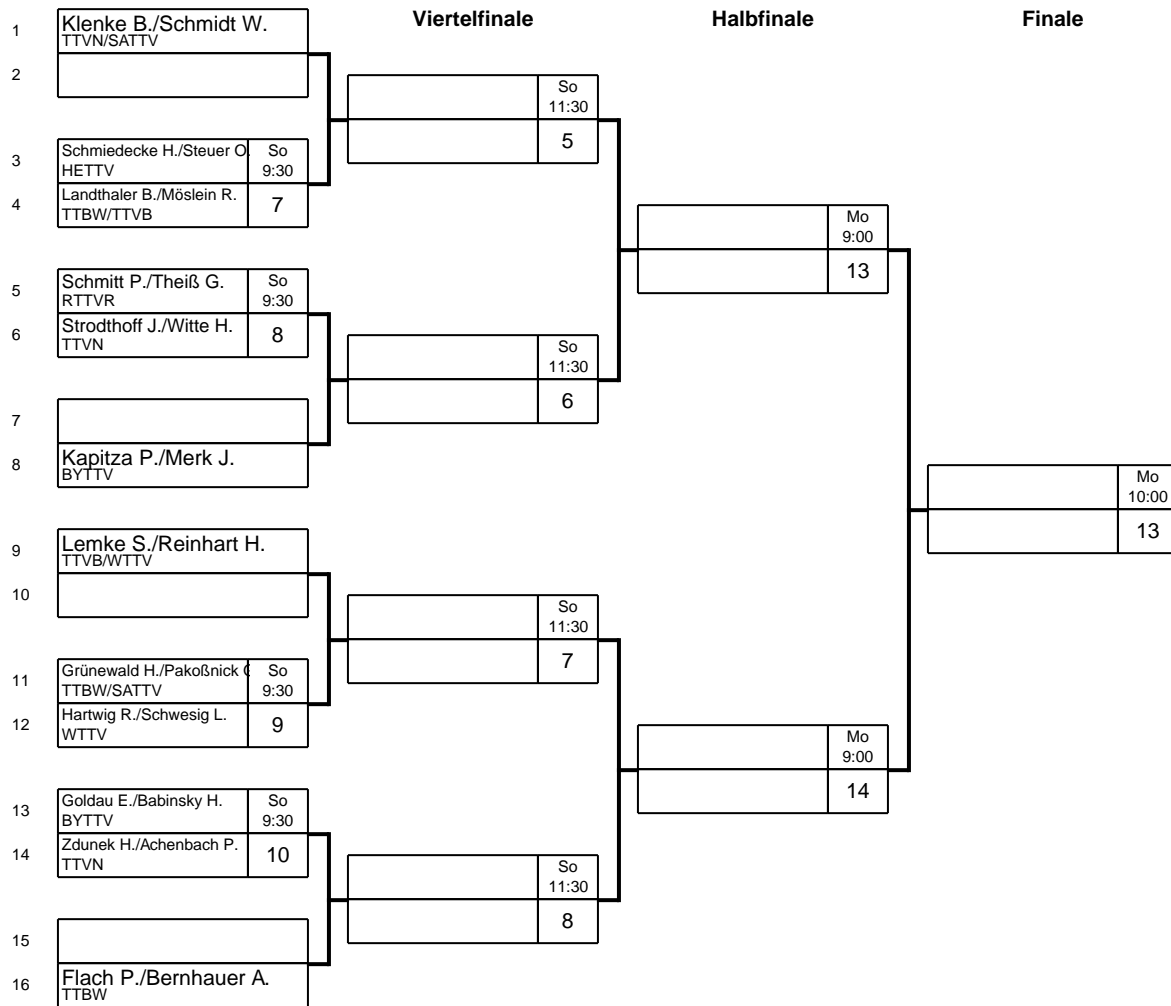 Viertelfinale
Halbfinale
Finale
1
Klenke B./Schmidt W.
TTVN/SATTV
2
3
Schmiedecke H./Steuer O.
HETTV
So
9:30
4
Landthaler B./Möslein R.
TTBW/TTVB
7
5
Schmitt P./Theiß G.
RTTVR
So
9:30
6
Strodthoff J./Witte H.
TTVN
8
7
8
Kapitza P./Merk J.
BYTTV
9
Lemke S./Reinhart H.
TTVB/WTTV
10
11
Grünewald H./Pakoßnick
TTBW/SATTV
So
9:30
12
Hartwig R./Schwesig L.
WTTV
9
13
Goldau E./Babinsky H.
BYTTV
So
9:30
14
Zdunek H./Achenbach P.
TTVN
10
15
16
Flach P./Bernhauer A.
TTBW
So
11:30
5
So
11:30
6
So
11:30
7
So
11:30
8
Mo
9:00
13
Mo
9:00
14
Mo
10:00
13